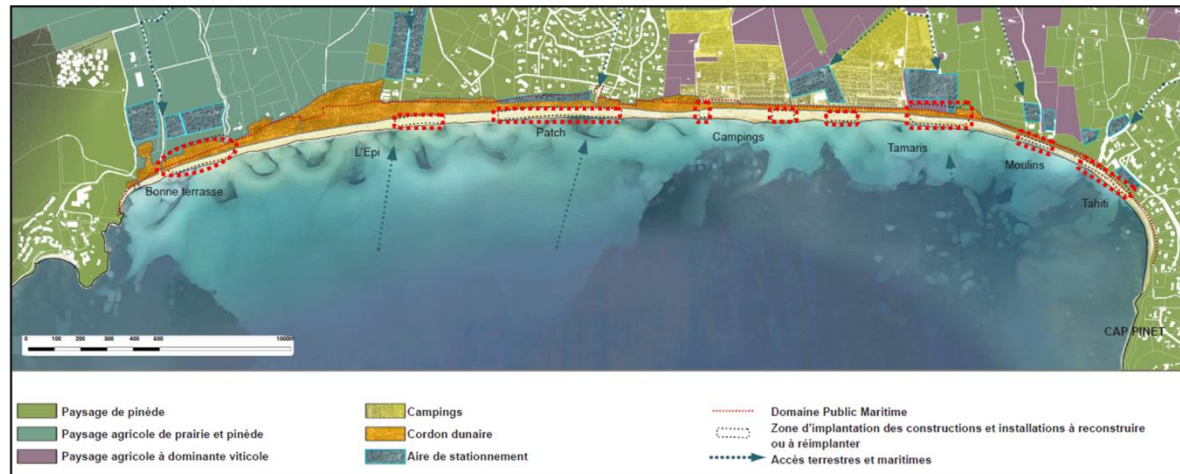 L'Epi
Patch
Campings
Tamaris
Moulins
Bonne terrasse
Tahiti
CAP PINET
0 100 200 300 400 500 1000m
Paysage de pinède
Paysage agricole de prairie et pinède
Paysage agricole à dominante viticole
Campings
Cordon dunaire
Aire de stationnement
Domaine Public Maritime
Zone d'implantation des constructions et installations à reconstruire
ou à réimplanter
Accès terrestres et maritimes